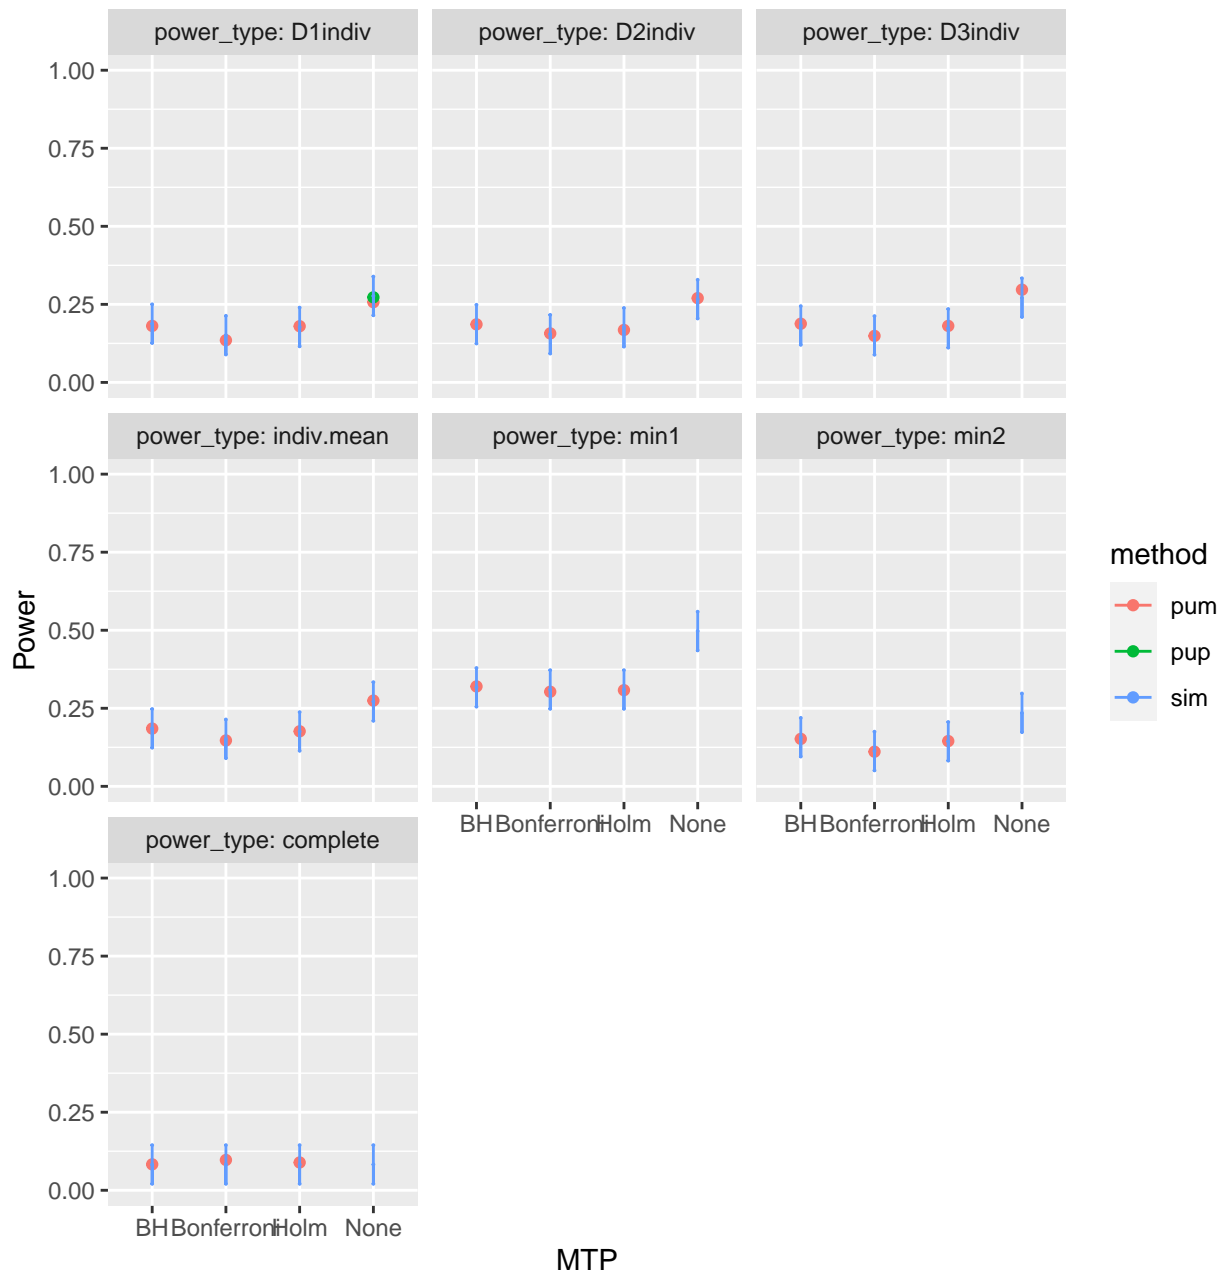 power_type: D1indiv power_type: D2indiv power_type: D3indiv
1.00
0.75
0.50
0.25
0.00
power_type: indiv.mean power_type: min1 power_type: min2
1.00
0.75
0.50
0.25
0.00
BH Bonferroni Holm None BH Bonferroni Holm None
power_type: complete
1.00
0.75
0.50
0.25
0.00
BH Bonferroni Holm None
MTP
Power
method
pum
pup
sim